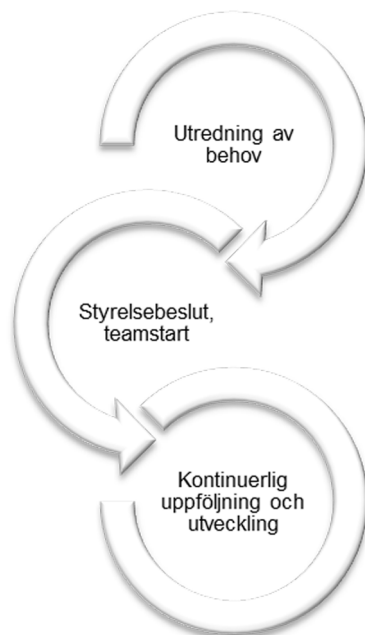 Utredning av
behov
Styrelsebeslut,
teamstart
Kontinuerlig
uppföljning och
utveckling